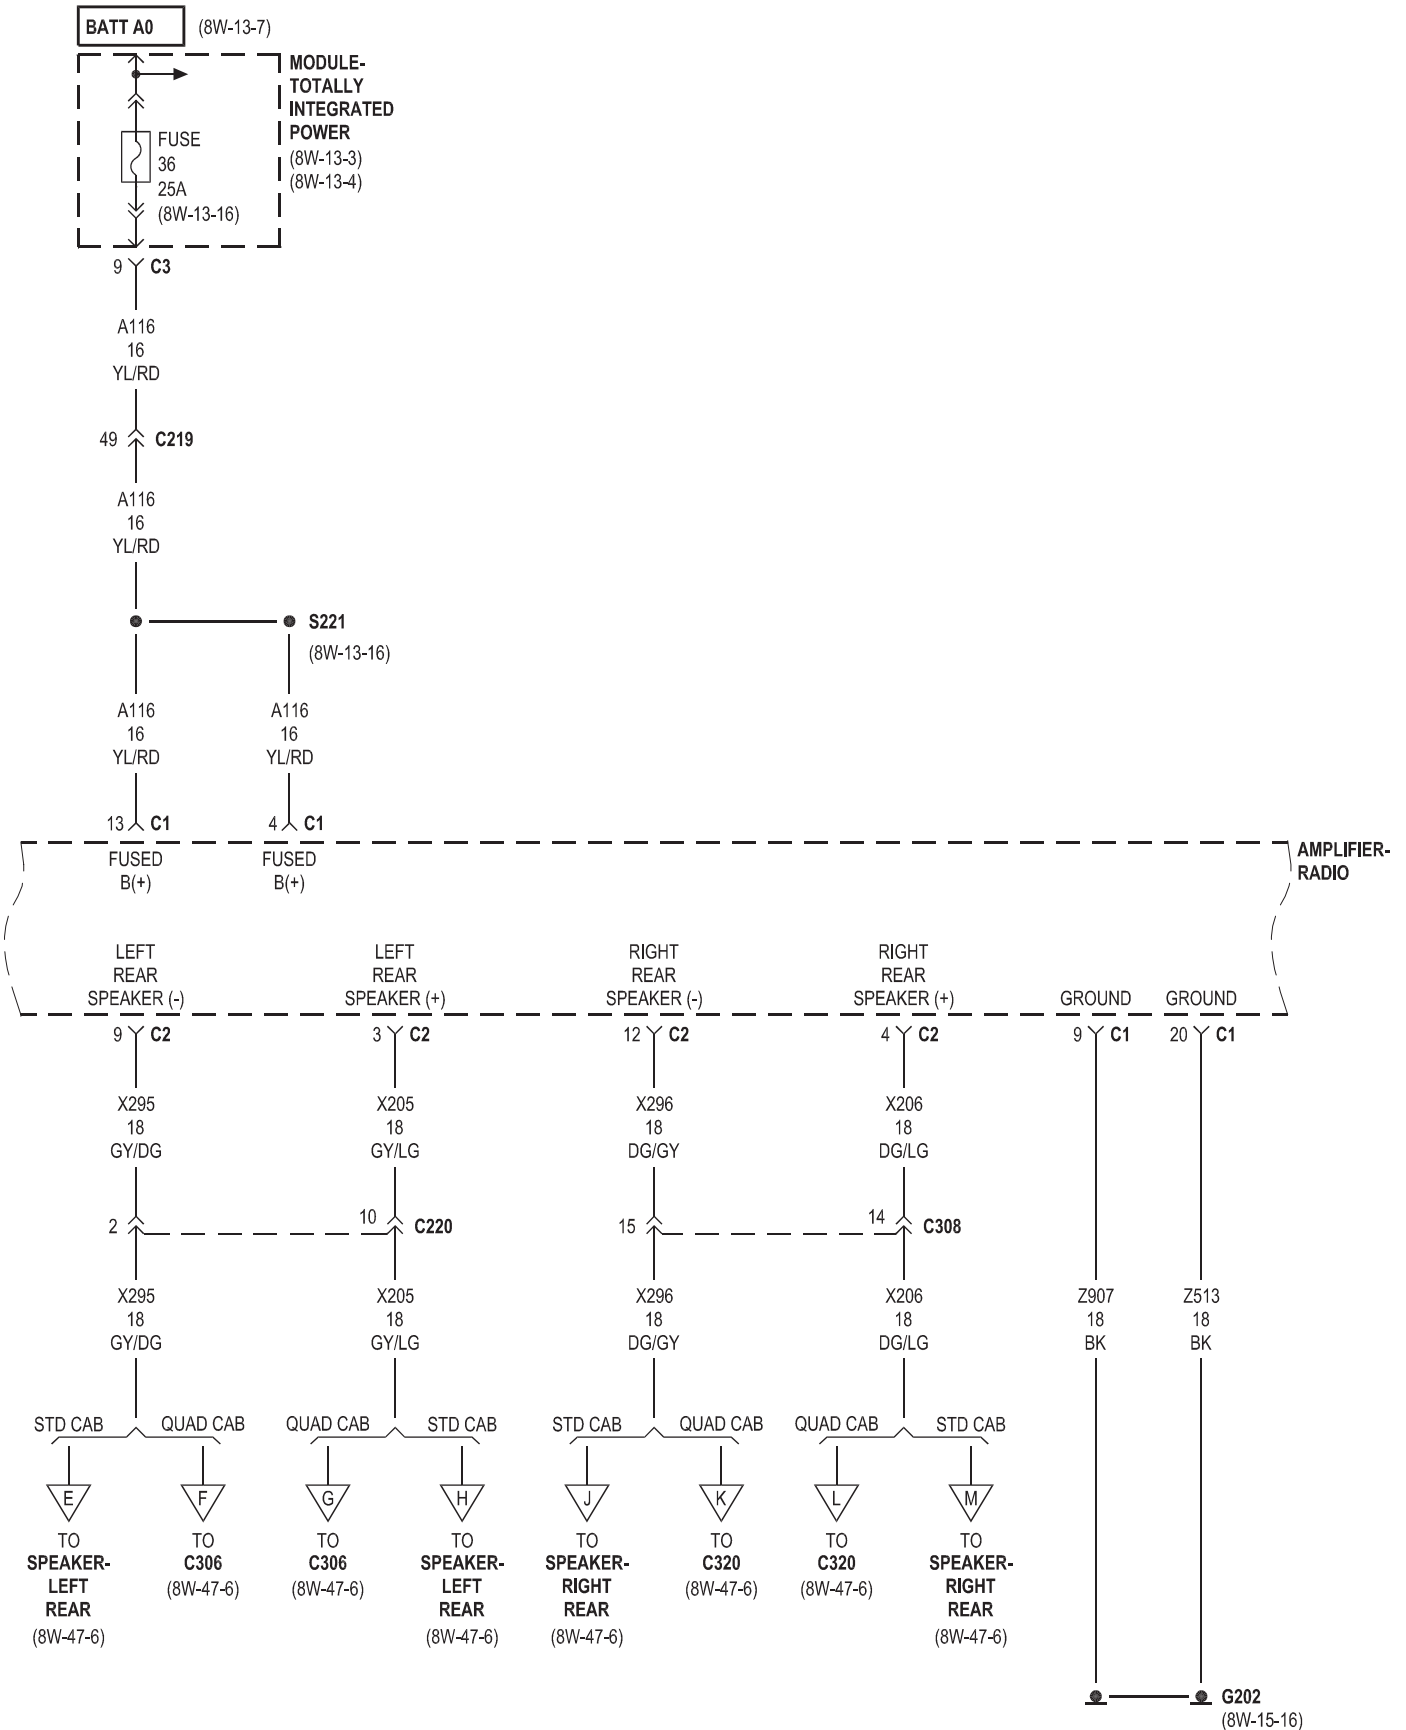 BATT A0 (8W-13-7)
MODULE-
TOTALLY
INTEGRATED
POWER
(8W-13-3)
(8W-13-4)
FUSE
36
25A
(8W-13-16)
9 C3
A116
16
YL/RD
49 C219
A116
16
YL/RD
S221
(8W-13-16)
A116 A116
16 16
YL/RD YL/RD
13 C1 4 C1
AMPLIFIER-
RADIO
FUSED FUSED
B(+) B(+)
LEFT LEFT RIGHT RIGHT
REAR REAR REAR REAR
SPEAKER (-) SPEAKER (+) SPEAKER (-) SPEAKER (+) GROUND GROUND
9 C2 3 C2 12 C2 4 C2 9 C1 20 C1
X295 X205 X296 X206
18 18 18 18
GY/DG GY/LG DG/GY DG/LG
2 10 C220 15 14 C308
X295 X205 X296 X206 Z907 Z513
18 18 18 18 18 18
GY/DG GY/LG DG/GY DG/LG BK BK
STD CAB QUAD CAB QUAD CAB STD CAB STD CAB QUAD CAB QUAD CAB STD CAB
E F G H J K L M
TO TO TO TO TO TO TO TO
SPEAKER- C306 C306 SPEAKER- SPEAKER- C320 C320 SPEAKER-
LEFT (8W-47-6) (8W-47-6) LEFT RIGHT (8W-47-6) (8W-47-6) RIGHT
REAR REAR REAR REAR
(8W-47-6) (8W-47-6) (8W-47-6) (8W-47-6)
G202
(8W-15-16)